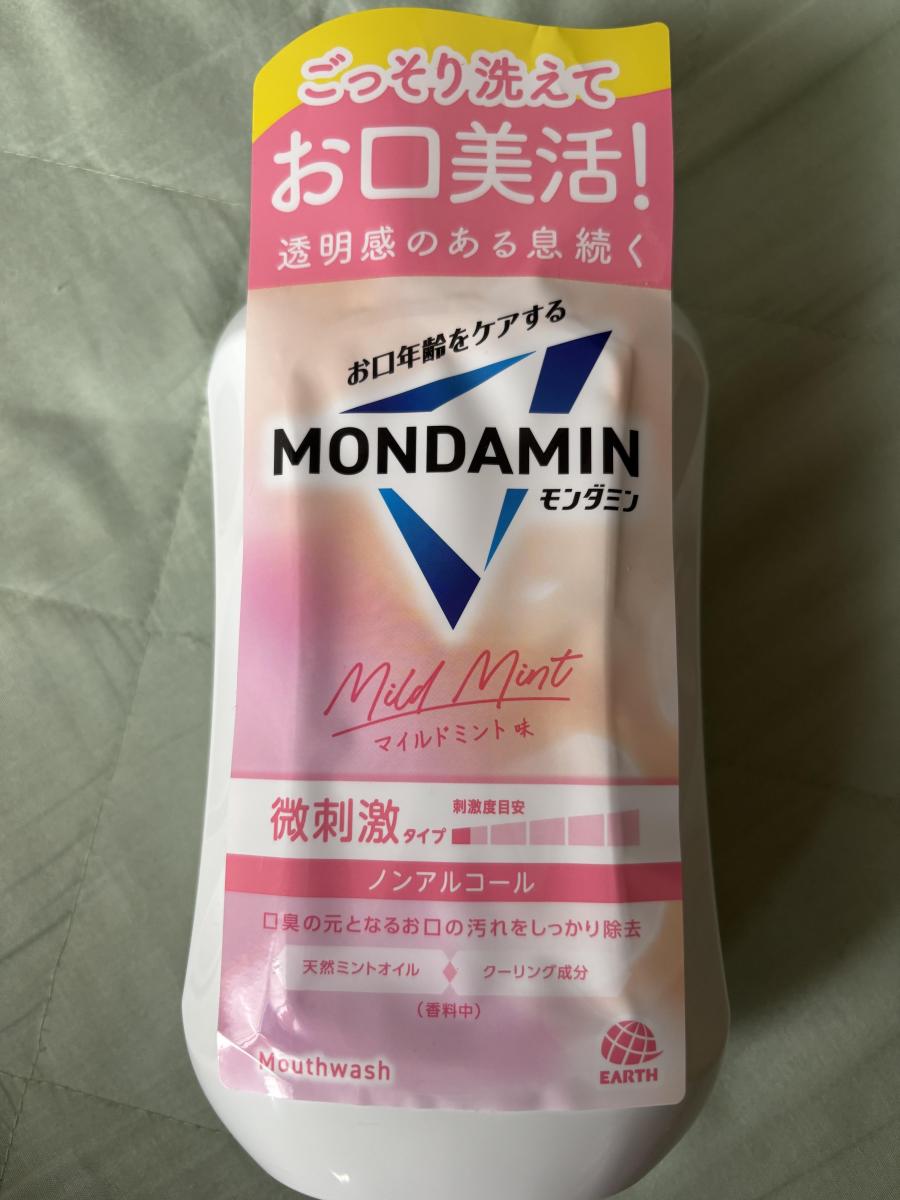 ごっそり洗えて
お口美活!
透明感のある息続く
お口年齢をケアする
MONDAMIN
モンダミン
Mild Mint
マイルドミント味
微刺激タイプ 刺激度目安
ノンアルコール
口臭の元となるお口の汚れをしっかり除去
天然ミントオイル クーリング成分
(香料中)
Mouthwash
EARTH